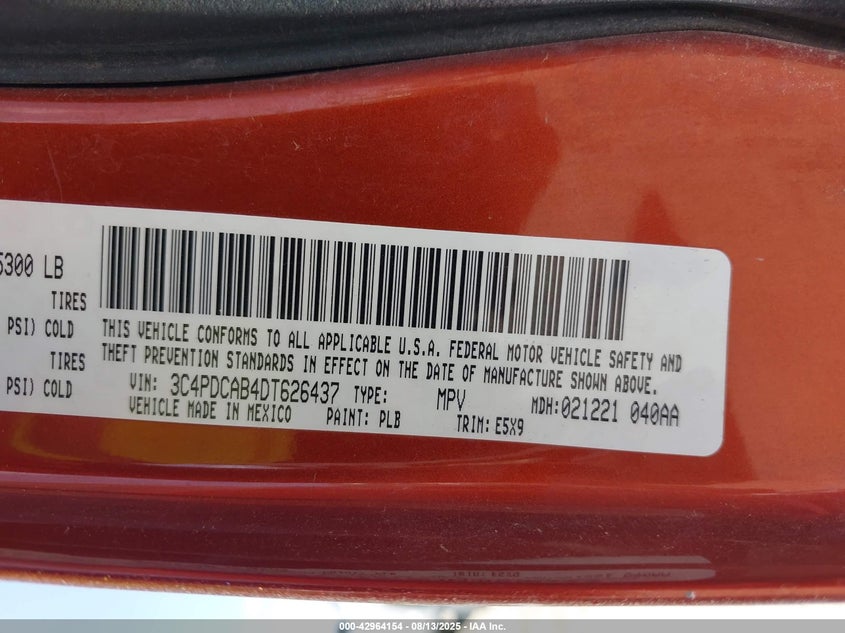 5300 LB
TIRES
PSI) COLD
TIRES
PSI) COLD
THIS VEHICLE CONFORMS TO ALL APPLICABLE U.S.A. FEDERAL MOTOR VEHICLE SAFETY AND
THEFT PREVENTION STANDARDS IN EFFECT ON THE DATE OF MANUFACTURE SHOWN ABOVE.
VIN: 3C4PDCAB4DT626437 TYPE: MPV MDH:021221 040AA
VEHICLE MADE IN MEXICO PAINT: PLB TRIM: E5X9
000-42964154 — 08/13/2025 — IAA Inc.